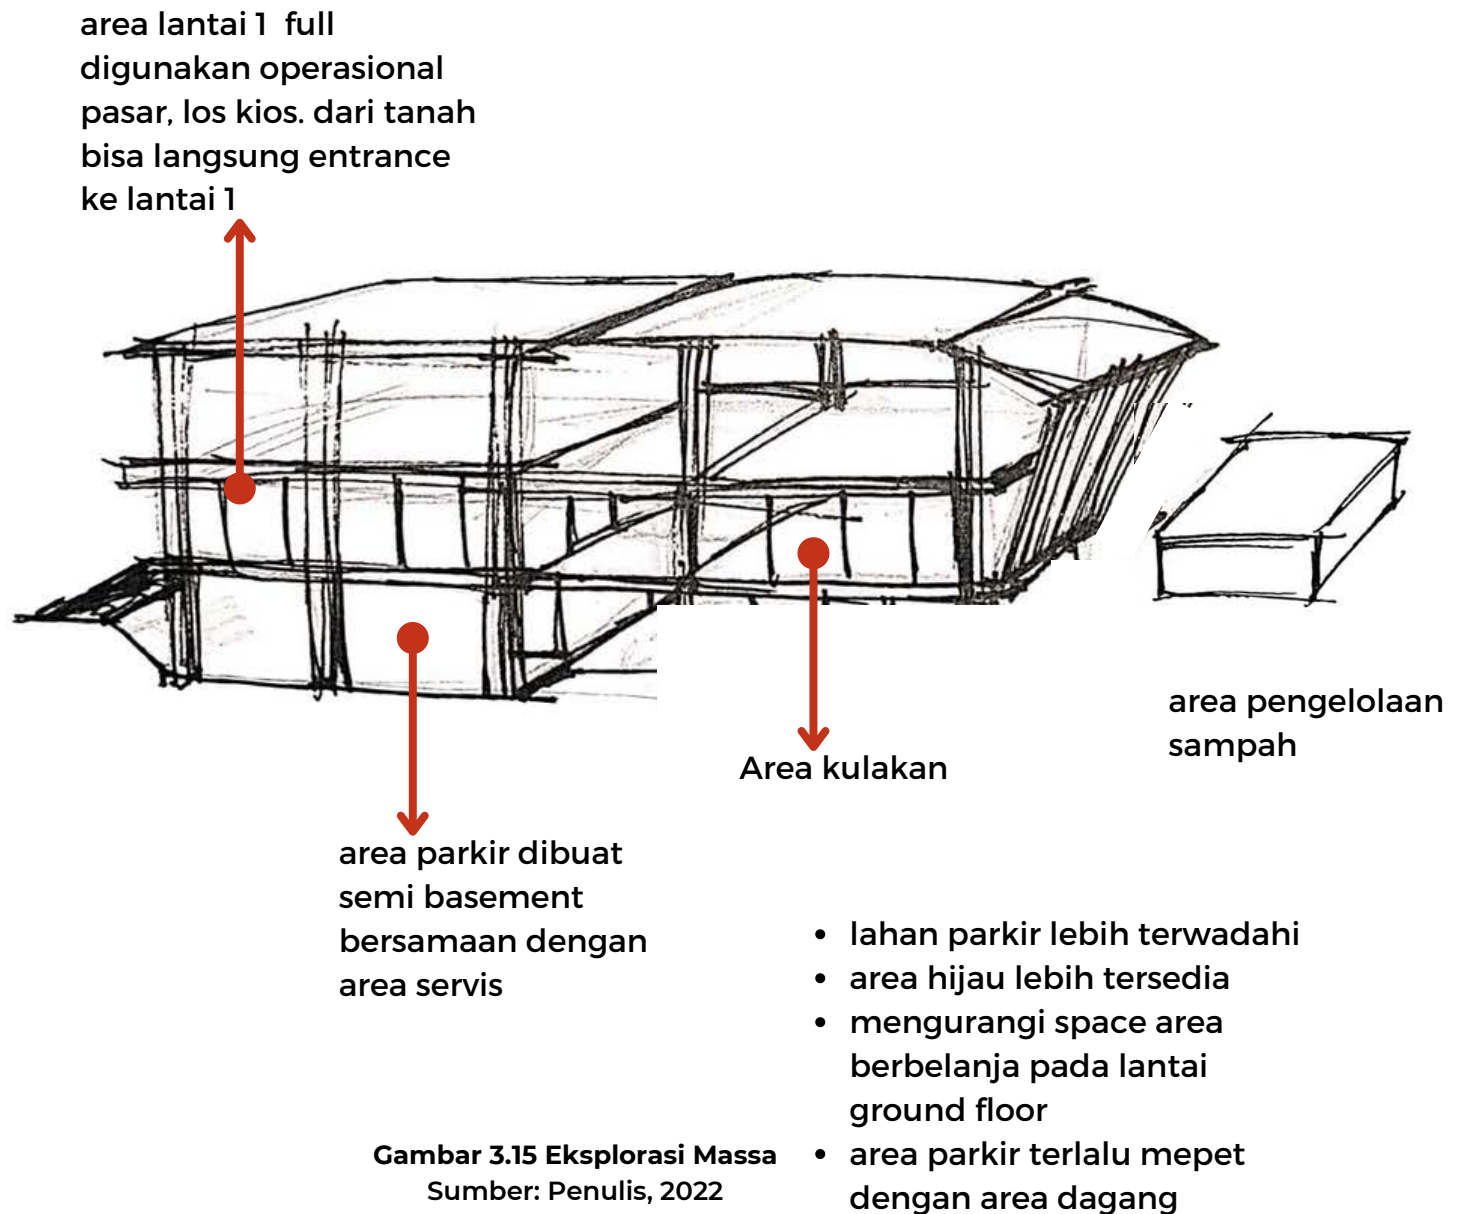 area lantai 1  full
digunakan operasional
pasar, los kios. dari tanah
bisa langsung entrance
ke lantai 1
Area kulakan
area pengelolaan
sampah
area parkir dibuat
semi basement
bersamaan dengan
area servis
• lahan parkir lebih terwadahi
• area hijau lebih tersedia
• mengurangi space area
berbelanja pada lantai
ground floor
• area parkir terlalu mepet
dengan area dagang
Gambar 3.15 Eksplorasi Massa
Sumber: Penulis, 2022